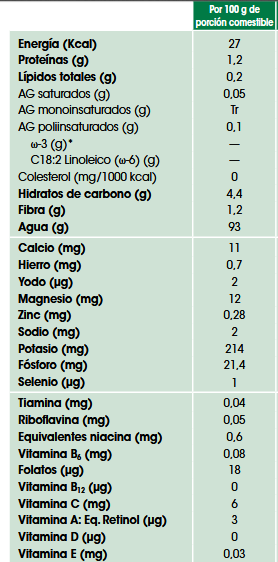 Por 100 g de
porción comestible
Energía (Kcal) 27
Proteínas (g) 1,2
Lípidos totales (g) 0,2
AG saturados (g) 0,05
AG monoinsaturados (g) Tr
AG poliinsaturados (g) 0,1
ω-3 (g)* —
C18:2 Linoleico (ω-6) (g) —
Colesterol (mg/1000 kcal) 0
Hidratos de carbono (g) 4,4
Fibra (g) 1,2
Agua (g) 93
Calcio (mg) 11
Hierro (mg) 0,7
Yodo (µg) 2
Magnesio (mg) 12
Zinc (mg) 0,28
Sodio (mg) 2
Potasio (mg) 214
Fósforo (mg) 21,4
Selenio (µg) 1
Tiamina (mg) 0,04
Riboflavina (mg) 0,05
Equivalentes niacina (mg) 0,6
Vitamina B6 (mg) 0,08
Folatos (µg) 18
Vitamina B12 (µg) 0
Vitamina C (mg) 6
Vitamina A: Eq. Retinol (µg) 3
Vitamina D (µg) 0
Vitamina E (mg) 0,03